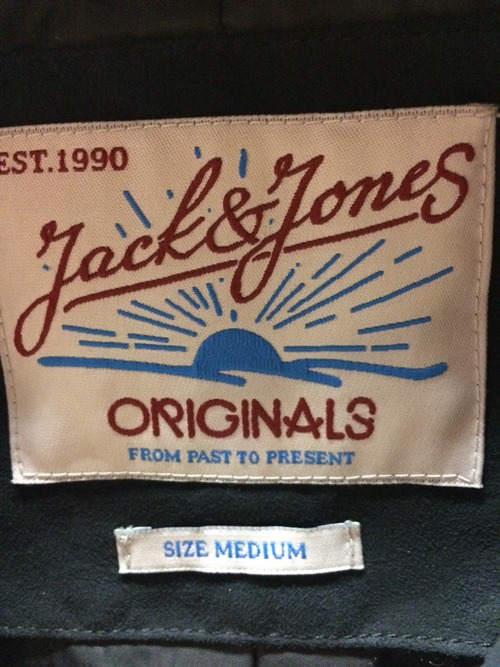 EST.1990
Jack&Jones
ORIGINALS
FROM PAST TO PRESENT
SIZE MEDIUM